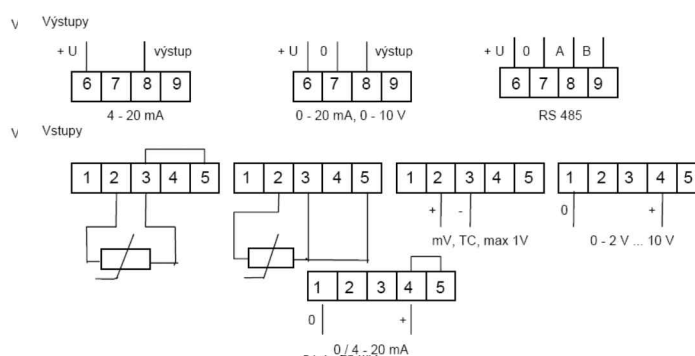 Výstupy
+ U výstup + U 0 výstup + U 0 A B
6 7 8 9 6 7 8 9 6 7 8 9
4 - 20 mA 0 - 20 mA, 0 - 10 V RS 485
Vstupy
1 2 3 4 5 1 2 3 4 5 1 2 3 4 5 1 2 3 4 5
+ - 0 +
mV, TC, max 1V 0 - 2 V ... 10 V
1 2 3 4 5
0 +
0 / 4 - 20 mA